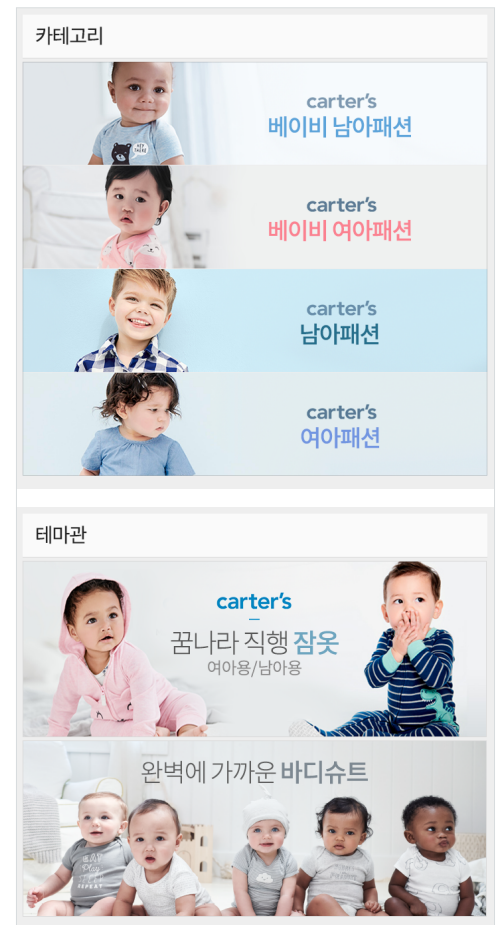 카테고리
carter's
베이비 남아패션
HEY THERE
carter's
베이비 여아패션
carter's
남아패션
carter's
여아패션
테마관
carter's
꿈나라 직행 잠옷
여아용/남아용
완벽에 가까운 바디슈트
REPEAT